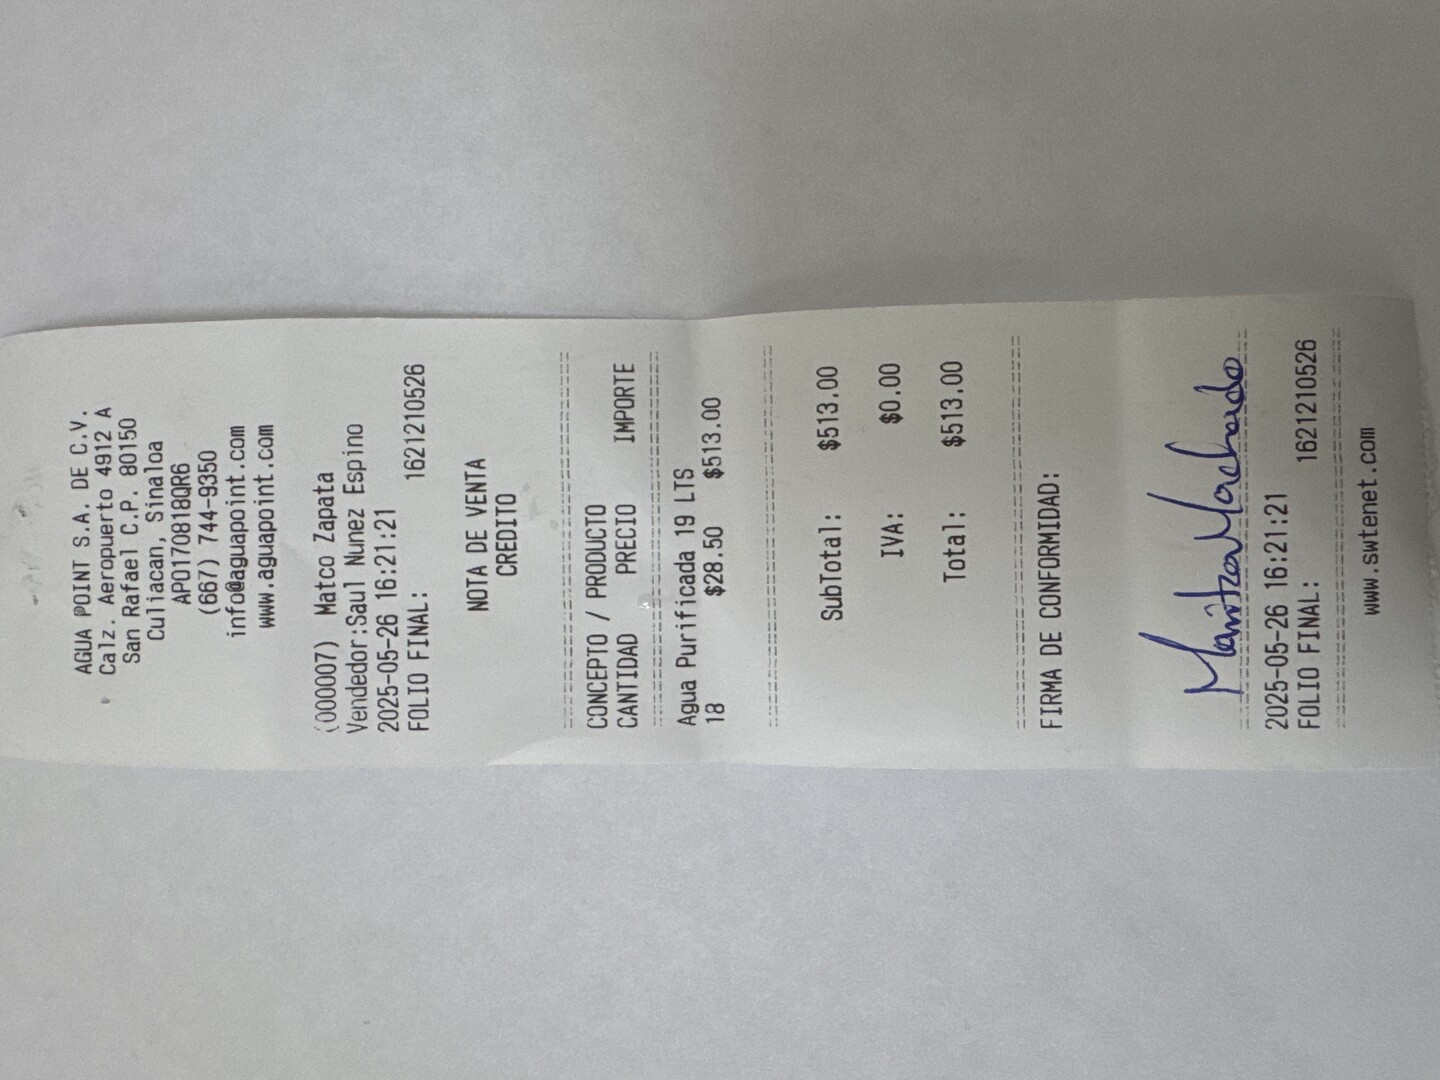 AGUA POINT S.A. DE C.V.
Calz. Aeropuerto 4912 A
San Rafael C.P. 80150
Culiacan, Sinaloa
APO170818QR6
(667) 744-9350
info@aguapoint.com
www.aguapoint.com
(000007) Matco Zapata
Vendedor:Saul Nunez Espino
2025-05-26 16:21:21
FOLIO FINAL: 1621210526
NOTA DE VENTA
CREDITO
CONCEPTO / PRODUCTO
CANTIDAD PRECIO IMPORTE
Agua Purificada 19 LTS
18 $28.50 $513.00
SubTotal: $513.00
IVA: $0.00
Total: $513.00
FIRMA DE CONFORMIDAD:
Maritza Machado
2025-05-26 16:21:21
FOLIO FINAL: 1621210526
www.swtenet.com